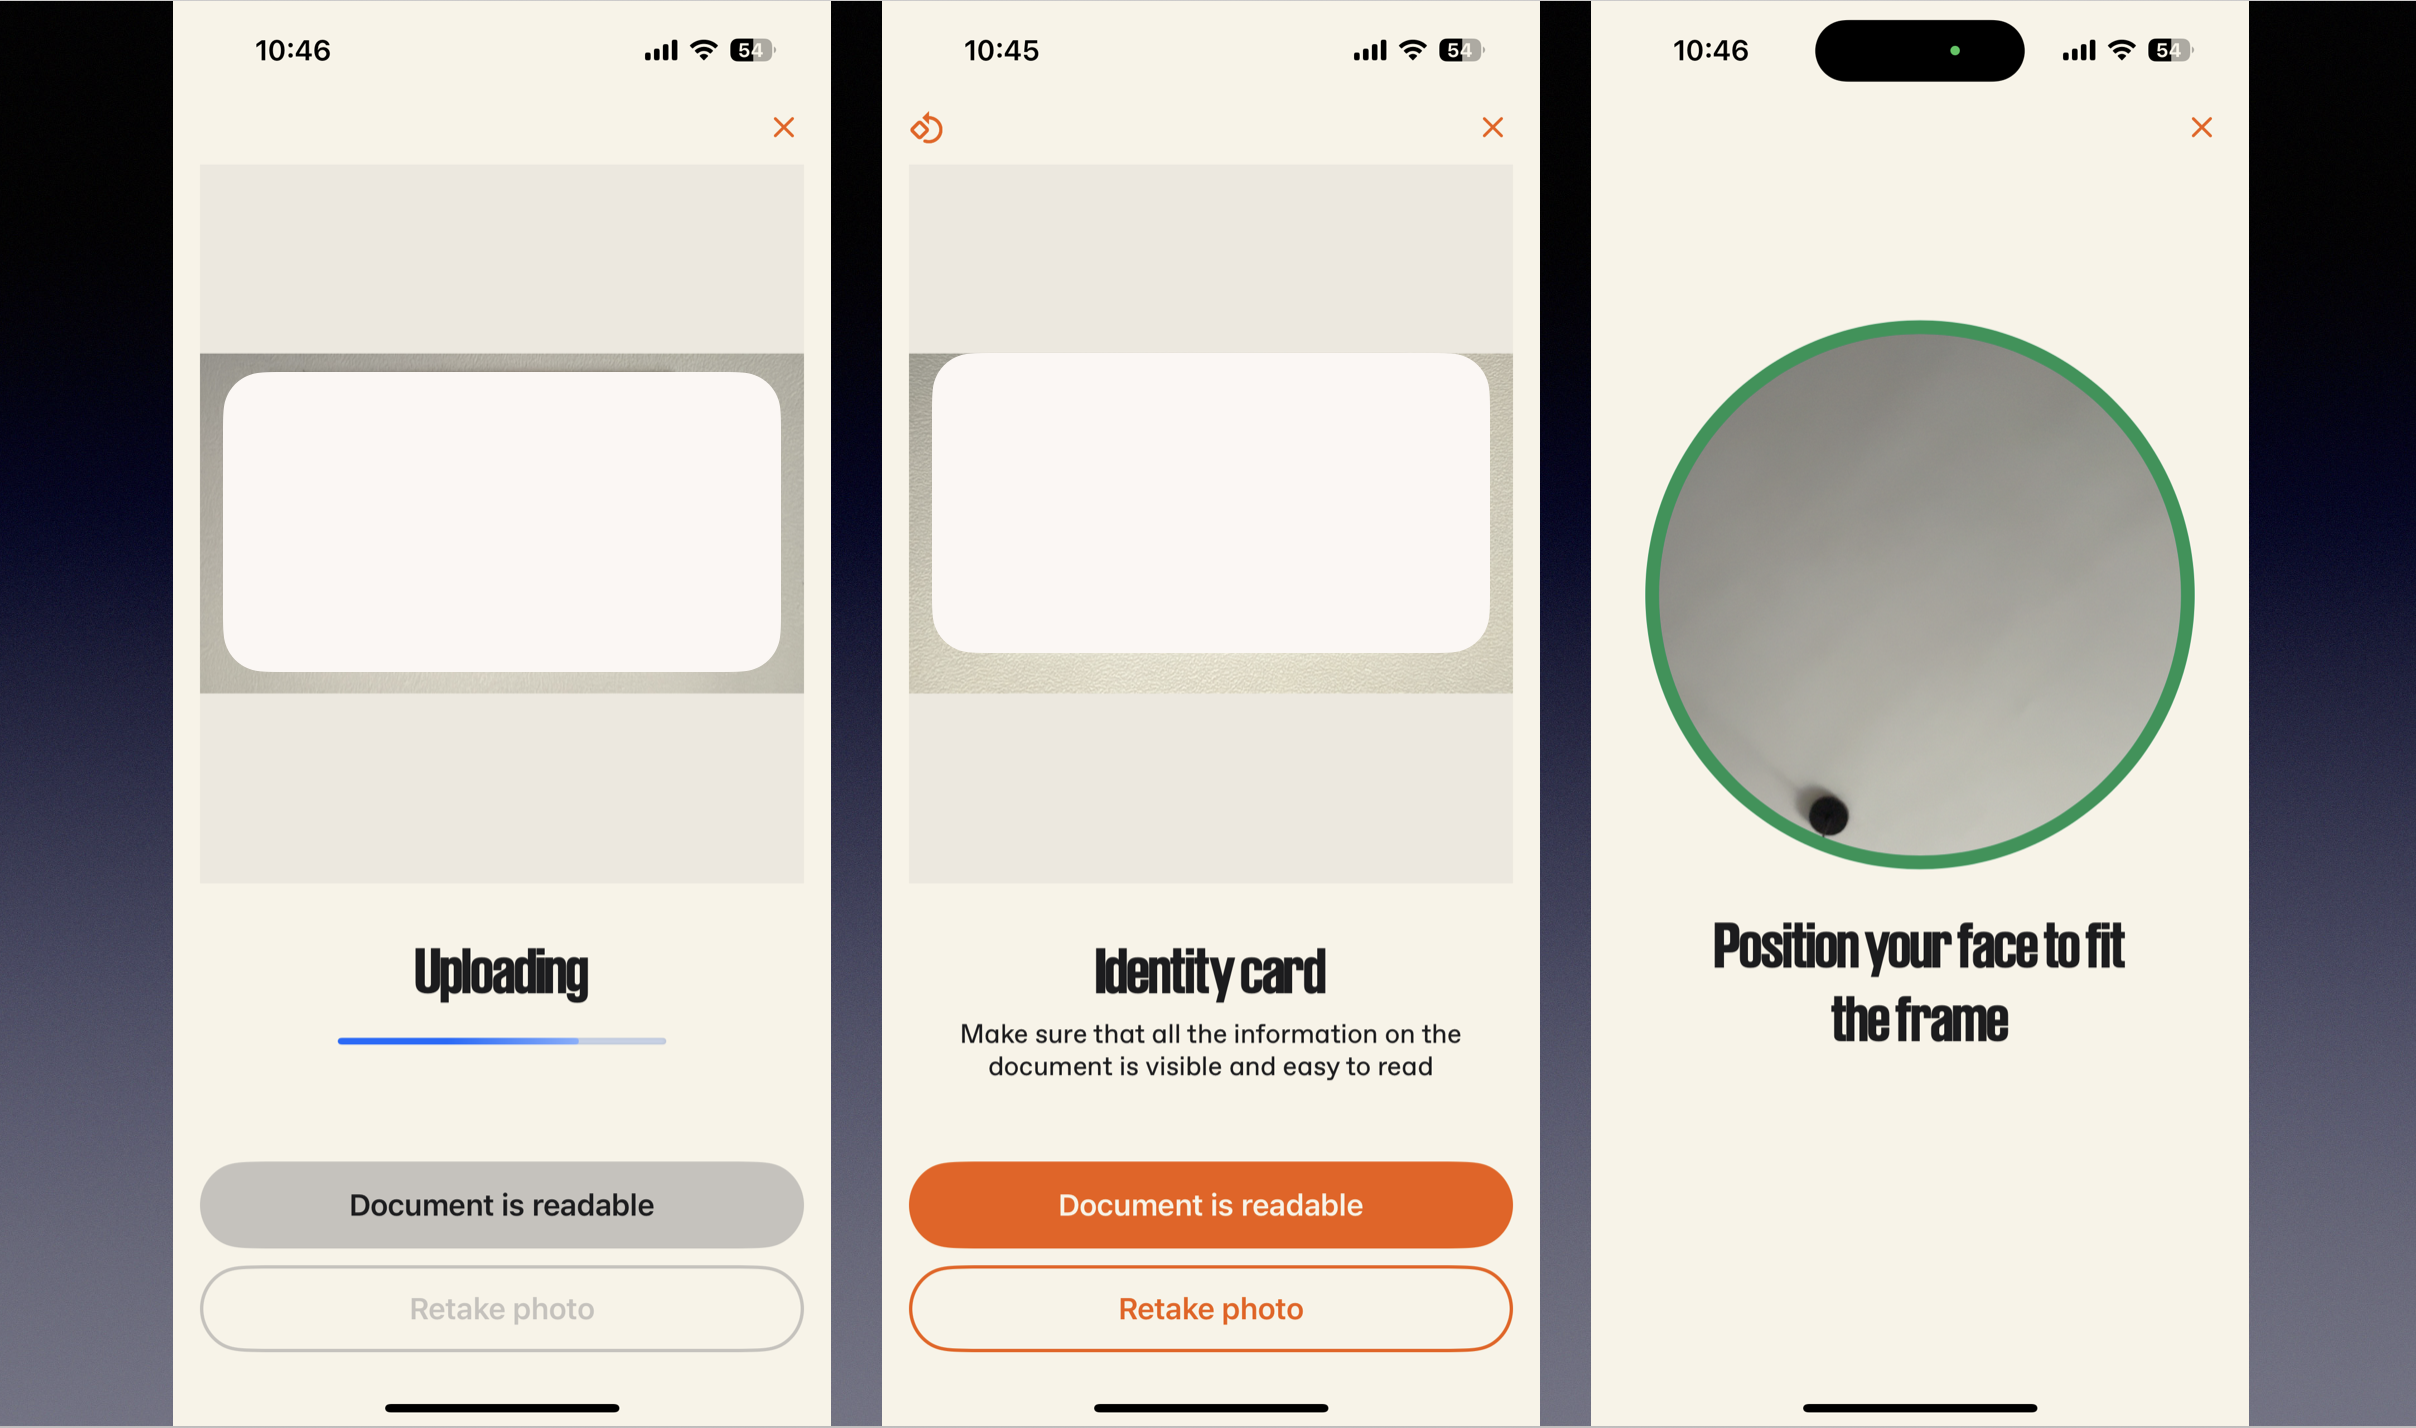 10:46
54
Uploading
Document is readable
Retake photo
10:45
54
Identity card
Make sure that all the information on the
document is visible and easy to read
Document is readable
Retake photo
10:46
54
Position your face to fit
the frame